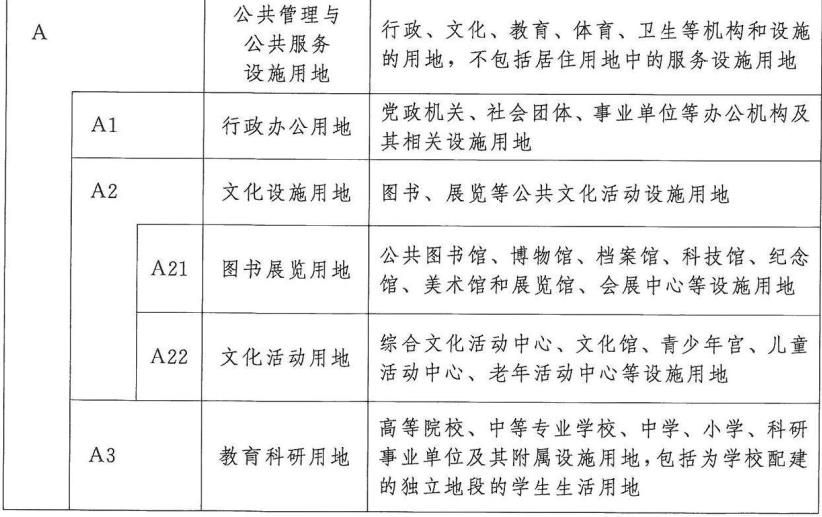 A
公共管理与
公共服务
设施用地
行政、文化、教育、体育、卫生等机构和设施
的用地，不包括居住用地中的服务设施用地
A1
行政办公用地
党政机关、社会团体、事业单位等办公机构及
其相关设施用地
A2
文化设施用地
图书、展览等公共文化活动设施用地
A21
图书展览用地
公共图书馆、博物馆、档案馆、科技馆、纪念
馆、美术馆和展览馆、会展中心等设施用地
A22
文化活动用地
综合文化活动中心、文化馆、青少年宫、儿童
活动中心、老年活动中心等设施用地
A3
教育科研用地
高等院校、中等专业学校、中学、小学、科研
事业单位及其附属设施用地，包括为学校配建
的独立地段的学生生活用地